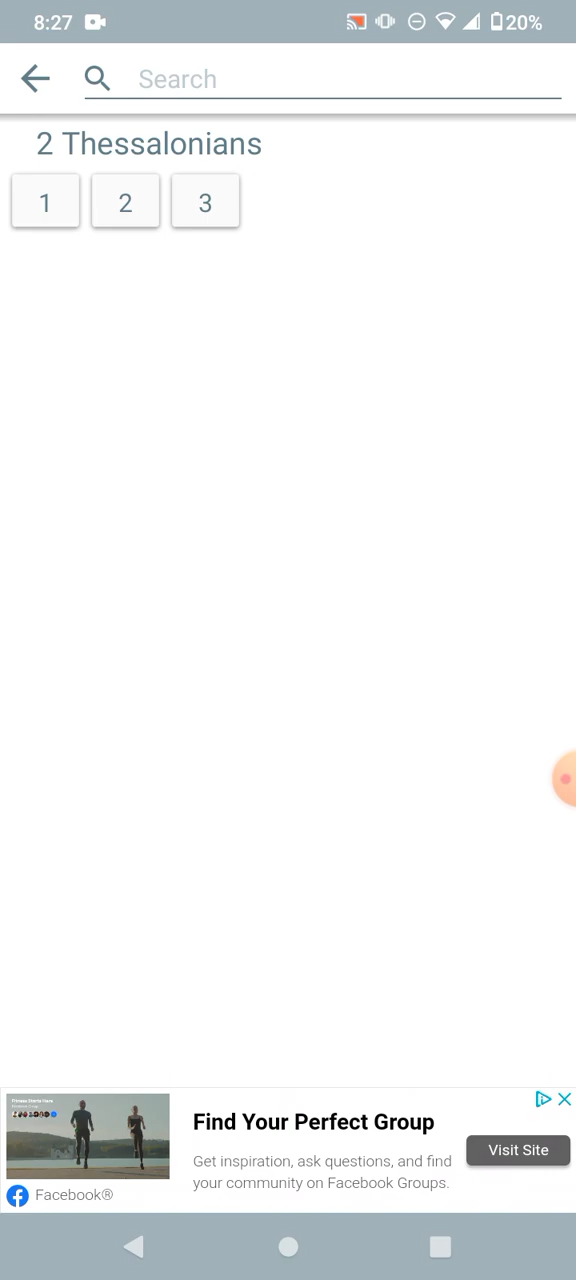 8:27
20%
Search
2 Thessalonians
1 2 3
Find Your Perfect Group
Get inspiration, ask questions, and find
your community on Facebook Groups.
Visit Site
Facebook®